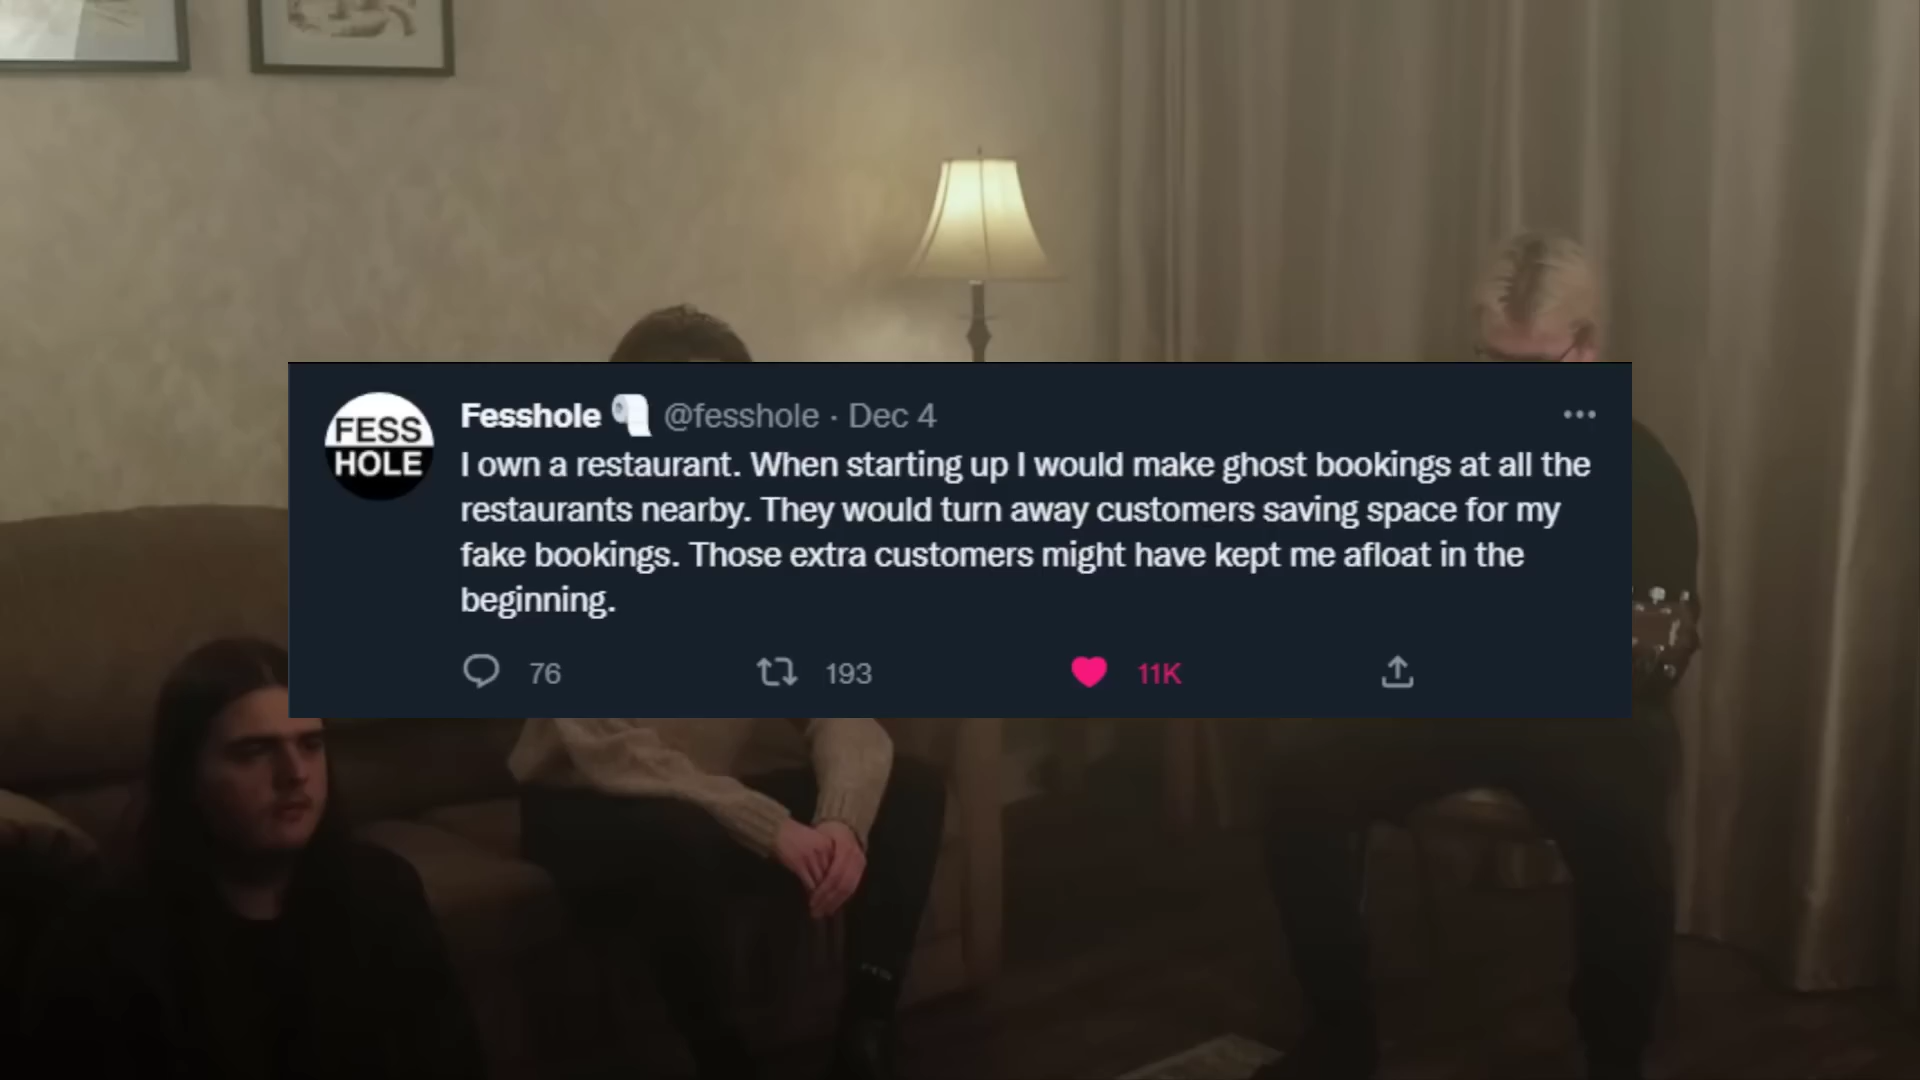 FESS
HOLE
Fesshole @fesshole · Dec 4
I own a restaurant. When starting up I would make ghost bookings at all the
restaurants nearby. They would turn away customers saving space for my
fake bookings. Those extra customers might have kept me afloat in the
beginning.
76 193 11K